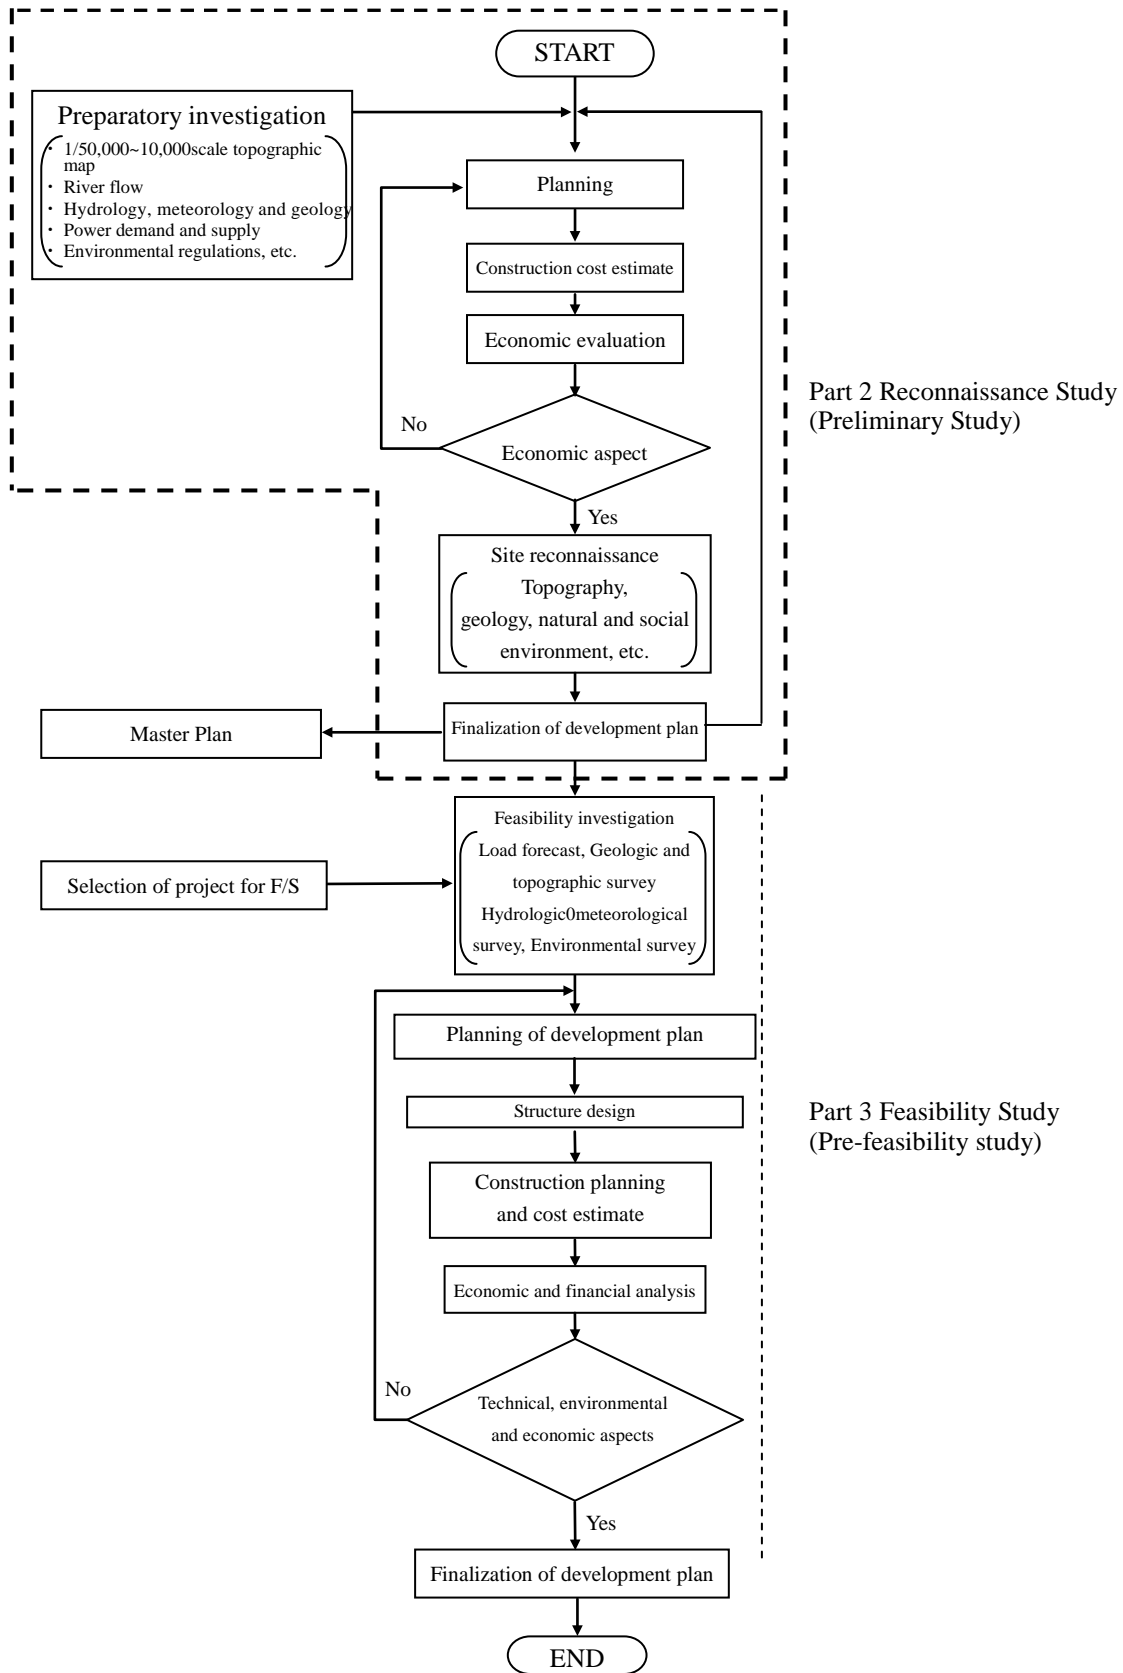 START
Preparatory investigation
・ 1/50,000~10,000scale topographic
map
・ River flow
・ Hydrology, meteorology and geology
・ Power demand and supply
・ Environmental regulations, etc.
Planning
Construction cost estimate
Economic evaluation
No
Economic aspect
Yes
Part 2 Reconnaissance Study
(Preliminary Study)
Site reconnaissance
Topography,
geology, natural and social
environment, etc.
Master Plan
Finalization of development plan
Feasibility investigation
Load forecast, Geologic and
topographic survey
Hydrologic0meteorological
survey, Environmental survey
Selection of project for F/S
Planning of development plan
Structure design
Part 3 Feasibility Study
(Pre-feasibility study)
Construction planning
and cost estimate
Economic and financial analysis
No
Technical, environmental
and economic aspects
Yes
Finalization of development plan
END